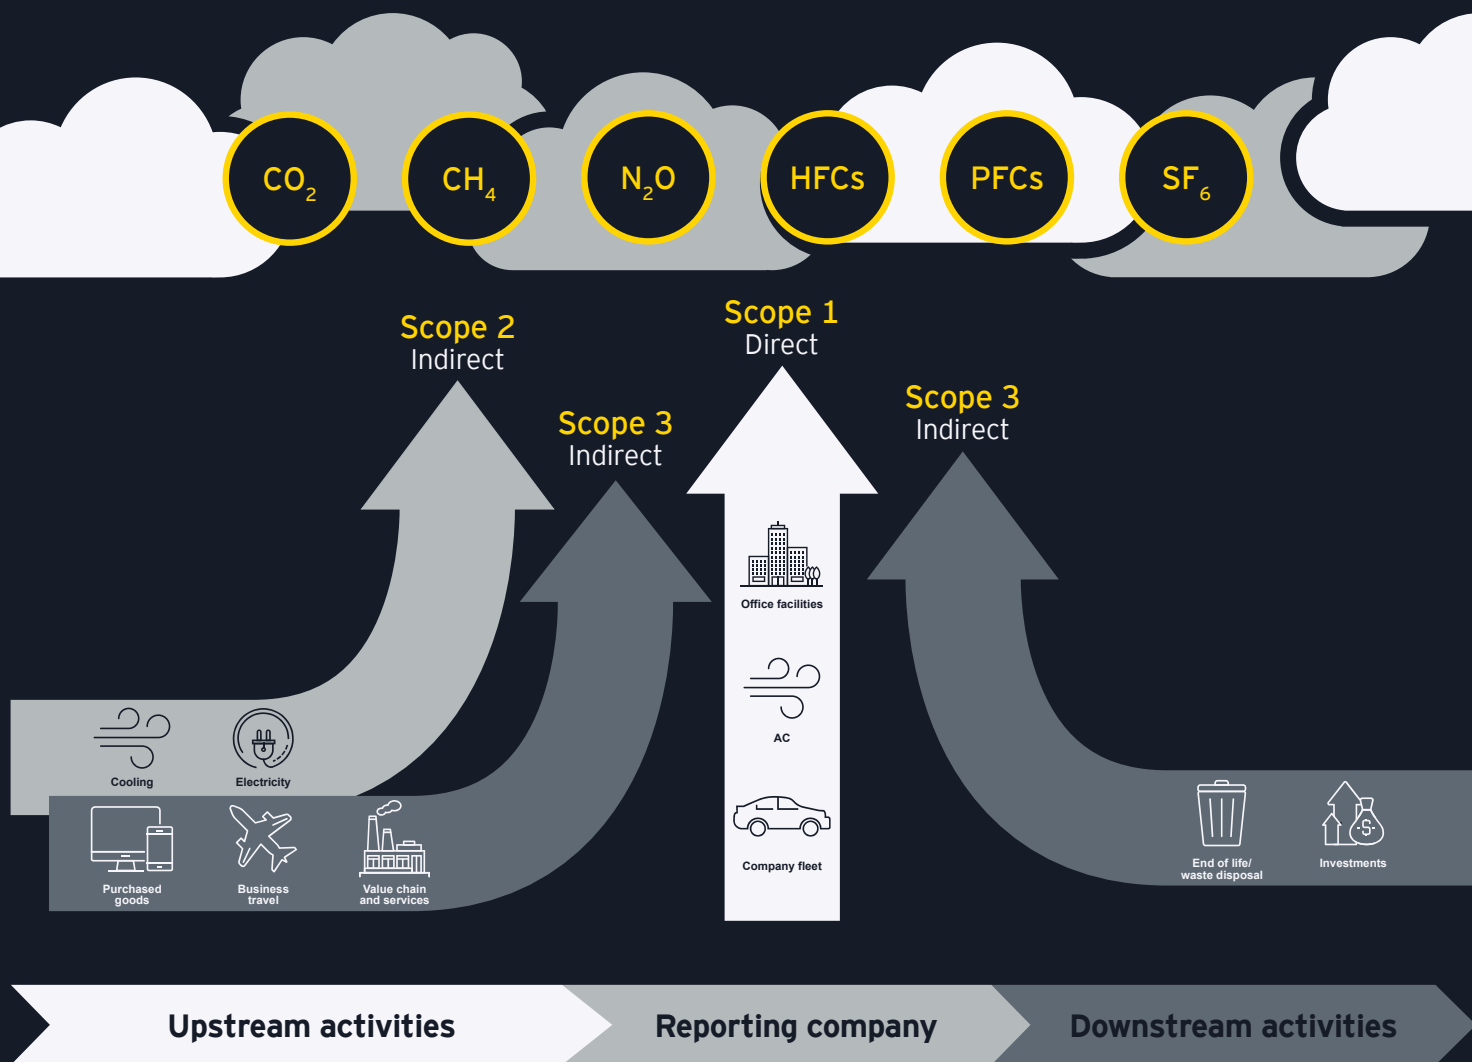 CO₂
CH₄
N₂O
HFCs
PFCs
SF₆
Scope 2
Indirect
Scope 3
Indirect
Scope 1
Direct
Scope 3
Indirect
Office facilities
AC
Company fleet
Cooling
Electricity
Purchased
goods
Business
travel
Value chain
and services
End of life/
waste disposal
$
Investments
Upstream activities
Reporting company
Downstream activities